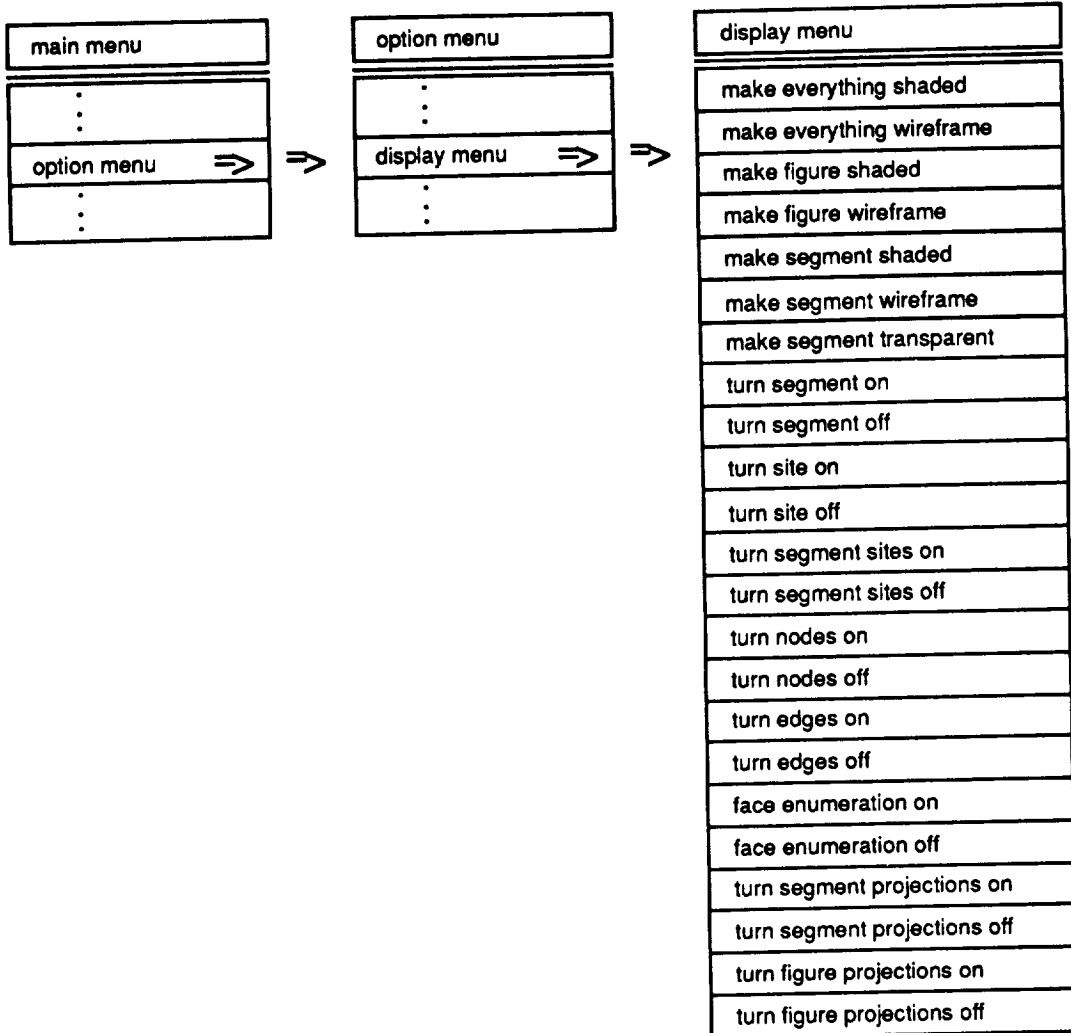 main menu
option menu =>
=>
option menu
display menu =>
=>
display menu
make everything shaded
make everything wireframe
make figure shaded
make figure wireframe
make segment shaded
make segment wireframe
make segment transparent
turn segment on
turn segment off
turn site on
turn site off
turn segment sites on
turn segment sites off
turn nodes on
turn nodes off
turn edges on
turn edges off
face enumeration on
face enumeration off
turn segment projections on
turn segment projections off
turn figure projections on
turn figure projections off